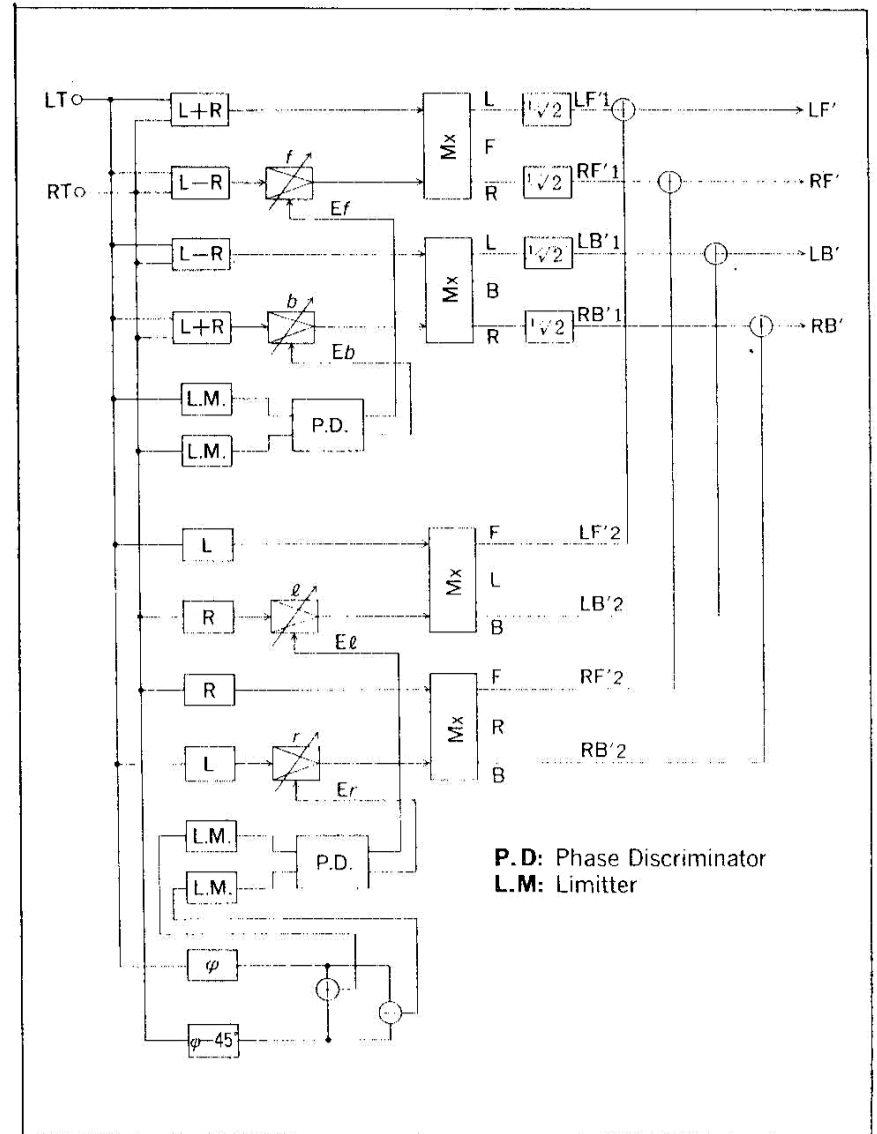 LT
L+R
L
Mx
F
R
1/√2
LF'1
LF'
RT
L−R
f
Ef
1/√2
RF'1
RF'
L−R
L
Mx
B
R
1/√2
LB'1
LB'
L+R
b
Eb
1/√2
RB'1
RB'
L.M.
L.M.
P.D.
L
Mx
F
L
B
LF'2
R
ℓ
Eℓ
LB'2
R
Mx
F
R
B
RF'2
L
r
Er
RB'2
L.M.
L.M.
P.D.
P.D: Phase Discriminator
L.M: Limitter
φ
φ−45°